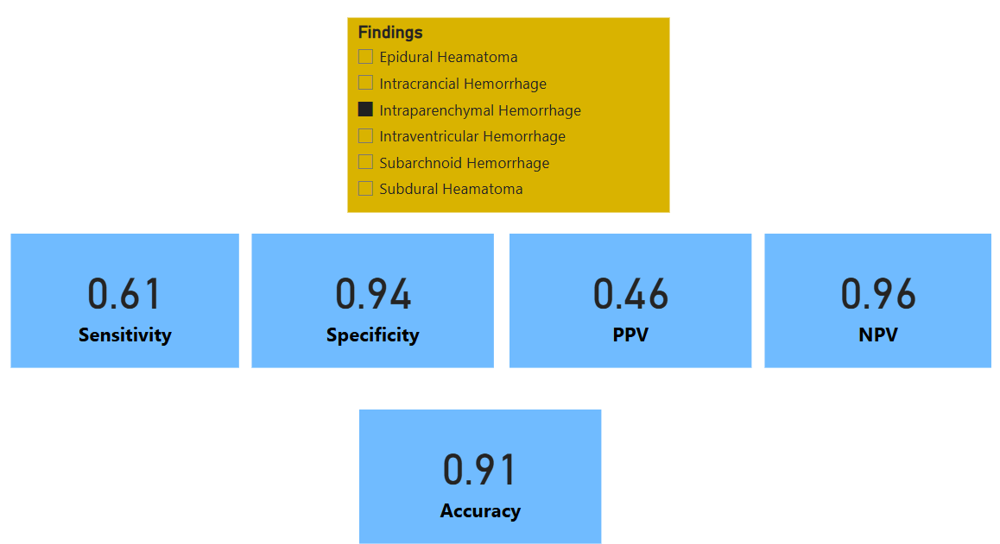 Findings
Epidural Heamatoma
Intracrancial Hemorrhage
Intraparenchymal Hemorrhage
Intraventricular Hemorrhage
Subarchnoid Hemorrhage
Subdural Heamatoma
0.61
Sensitivity
0.94
Specificity
0.46
PPV
0.96
NPV
0.91
Accuracy